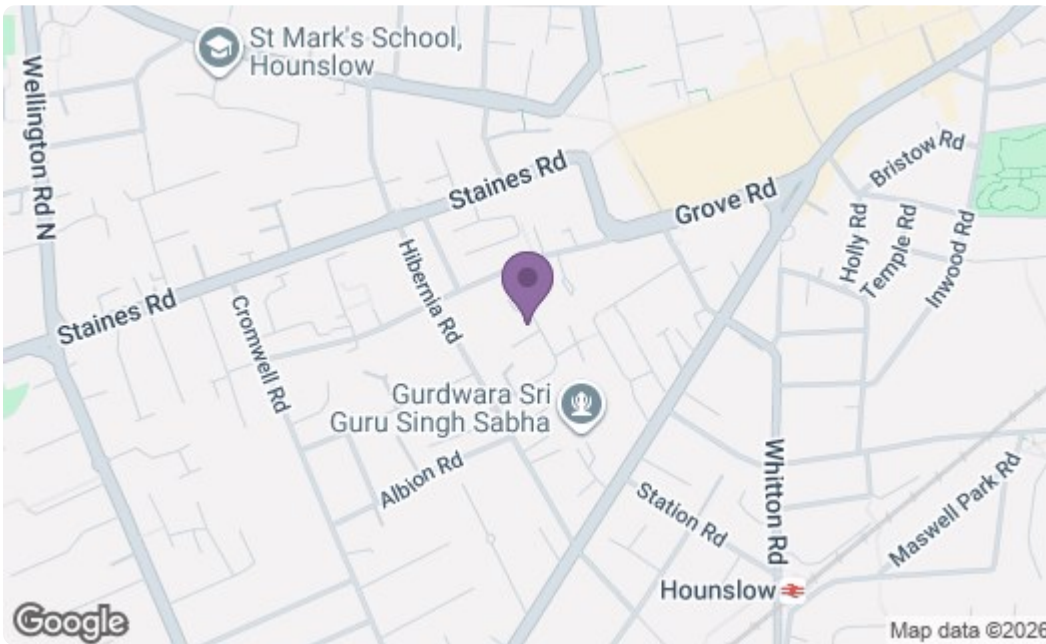 St Mark's School,
Hounslow
Wellington Rd N
Staines Rd
Bristow Rd
Grove Rd
Holly Rd
Temple Rd
Inwood Rd
Hibernia Rd
Staines Rd
Cromwell Rd
Gurdwara Sri
Guru Singh Sabha
Albion Rd
Whitton Rd
Station Rd
Maswell Park Rd
Hounslow
Google
Map data ©2026